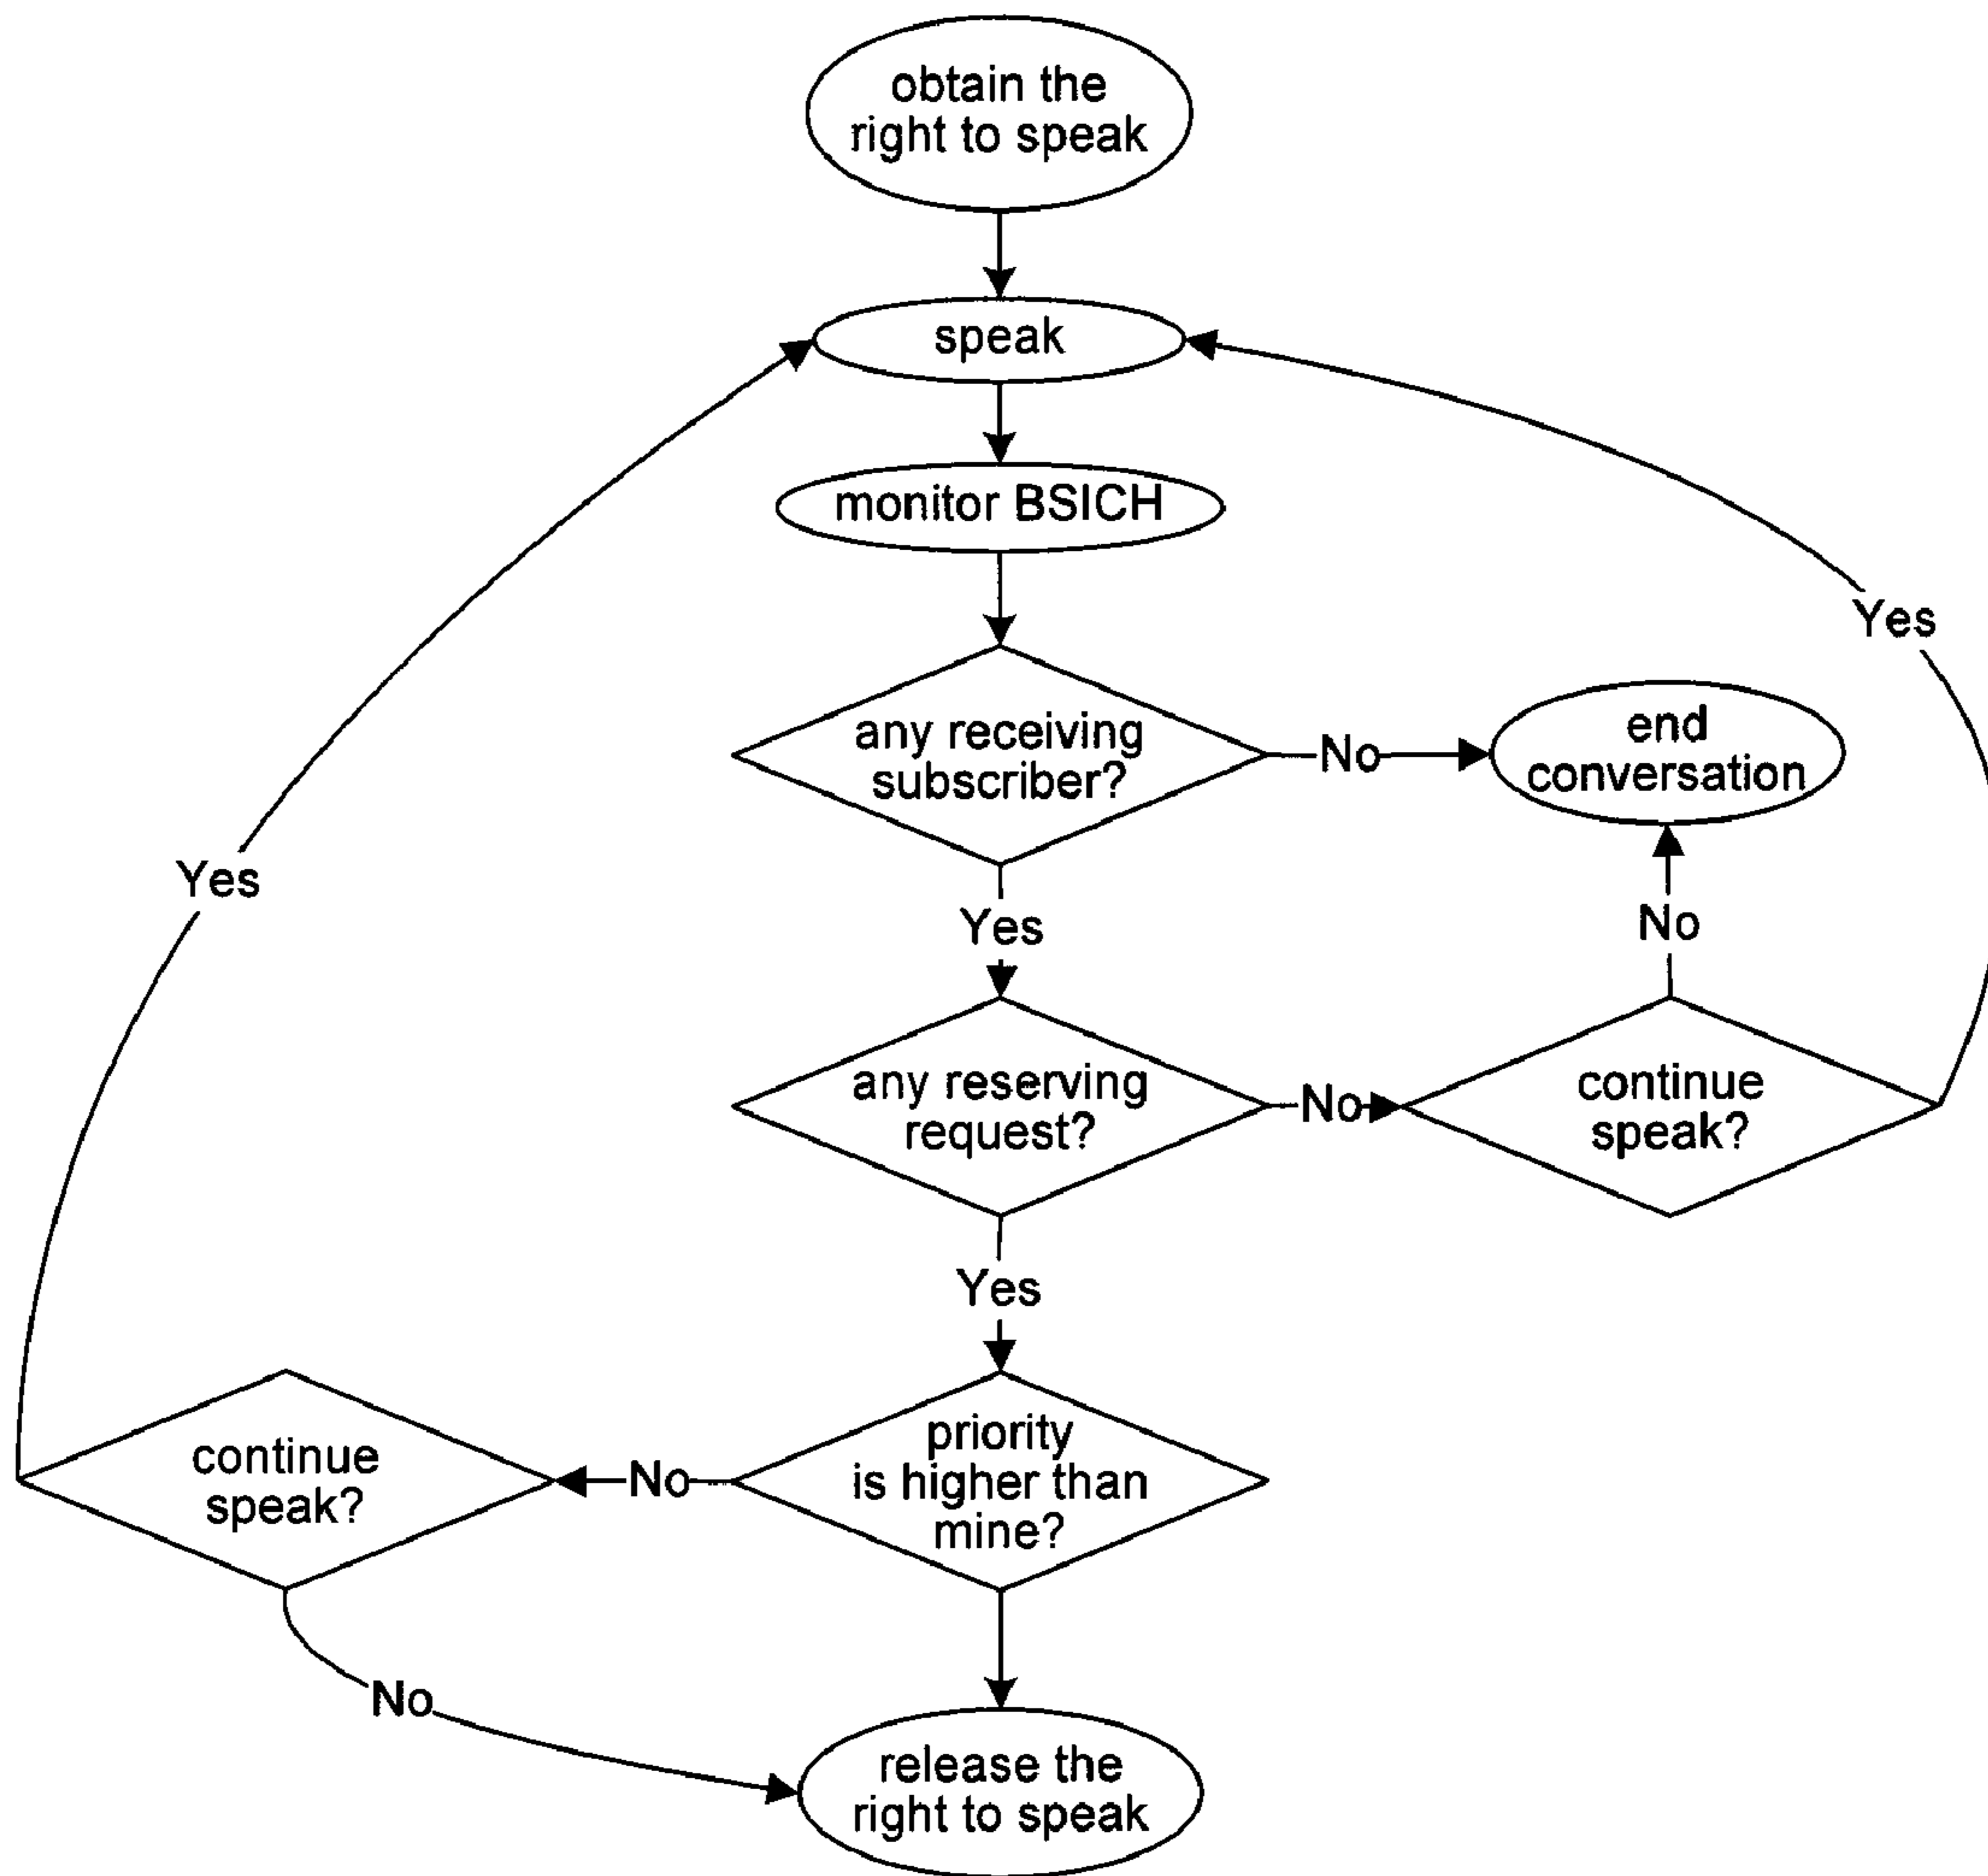 obtain the
right to speak
speak
monitor BSICH
Yes
any receiving
subscriber?
No
end
conversation
Yes
Yes
No
any reserving
request?
No
continue
speak?
Yes
priority
is higher than
mine?
No
continue
speak?
No
release the
right to speak